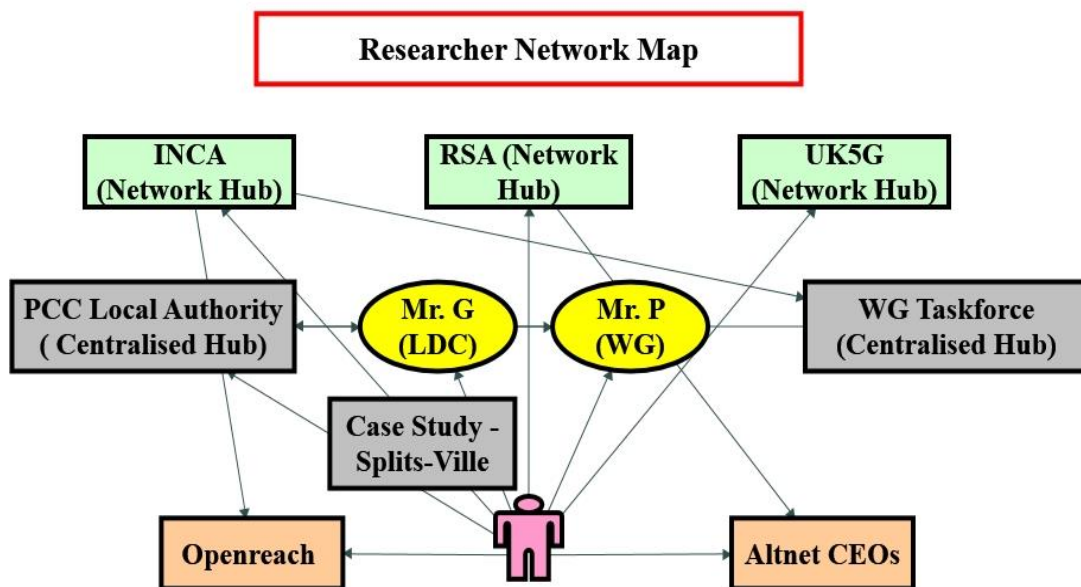 Researcher Network Map
INCA
(Network Hub)
RSA (Network
Hub)
UK5G
(Network Hub)
PCC Local Authority
( Centralised Hub)
Mr. G
(LDC)
Mr. P
(WG)
WG Taskforce
(Centralised Hub)
Case Study -
Splits-Ville
Openreach
Altnet CEOs